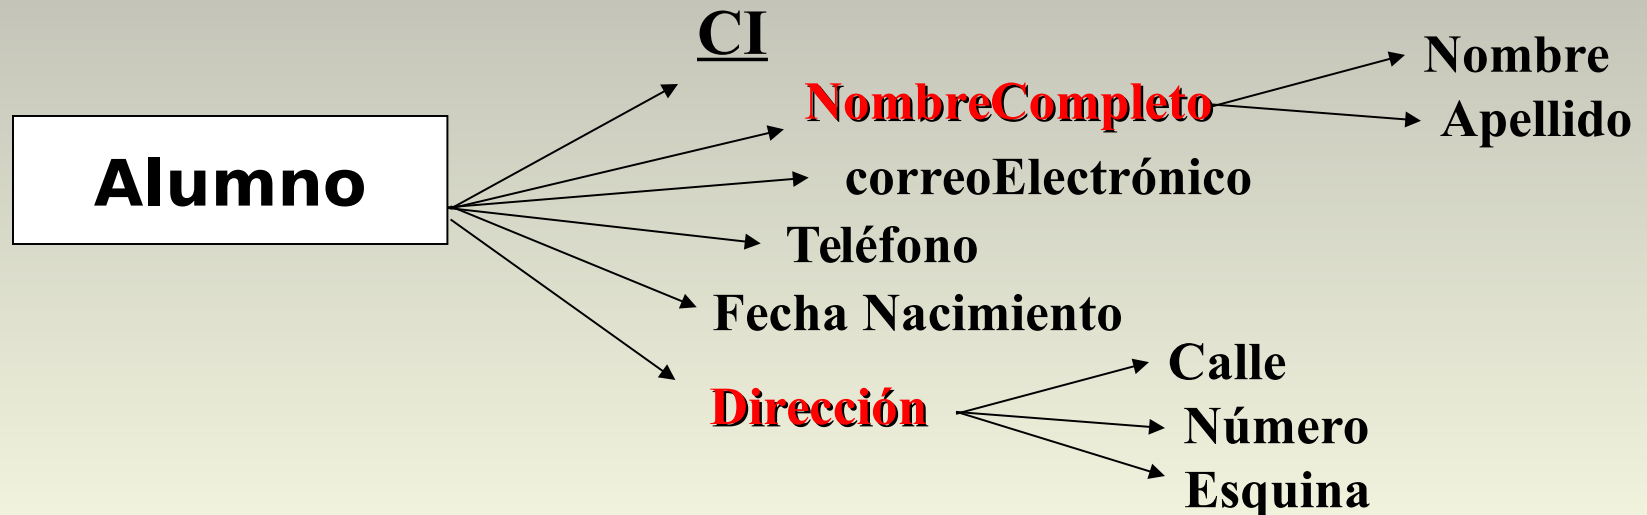 Alumno
CI
NombreCompleto
Nombre
Apellido
correoElectrónico
Teléfono
Fecha Nacimiento
Dirección
Calle
Número
Esquina